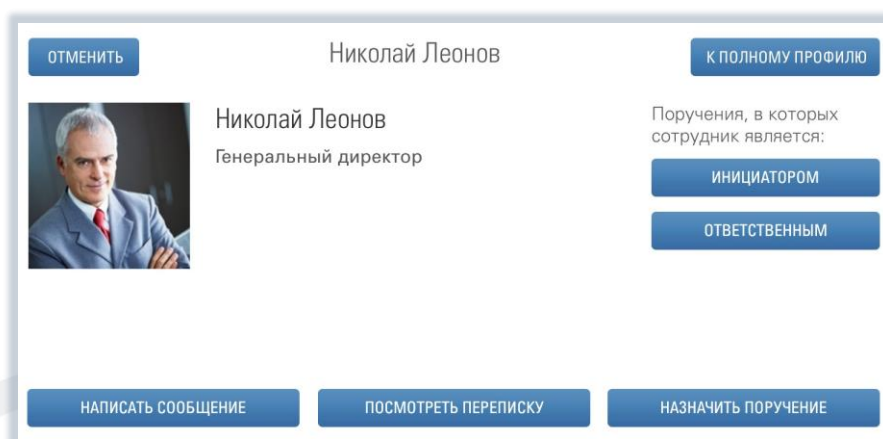 ОТМЕНИТЬ
Николай Леонов
К ПОЛНОМУ ПРОФИЛЮ
Николай Леонов
Генеральный директор
Поручения, в которых
сотрудник является:
ИНИЦИАТОРОМ
ОТВЕТСТВЕННЫМ
НАПИСАТЬ СООБЩЕНИЕ
ПОСМОТРЕТЬ ПЕРЕПИСКУ
НАЗНАЧИТЬ ПОРУЧЕНИЕ